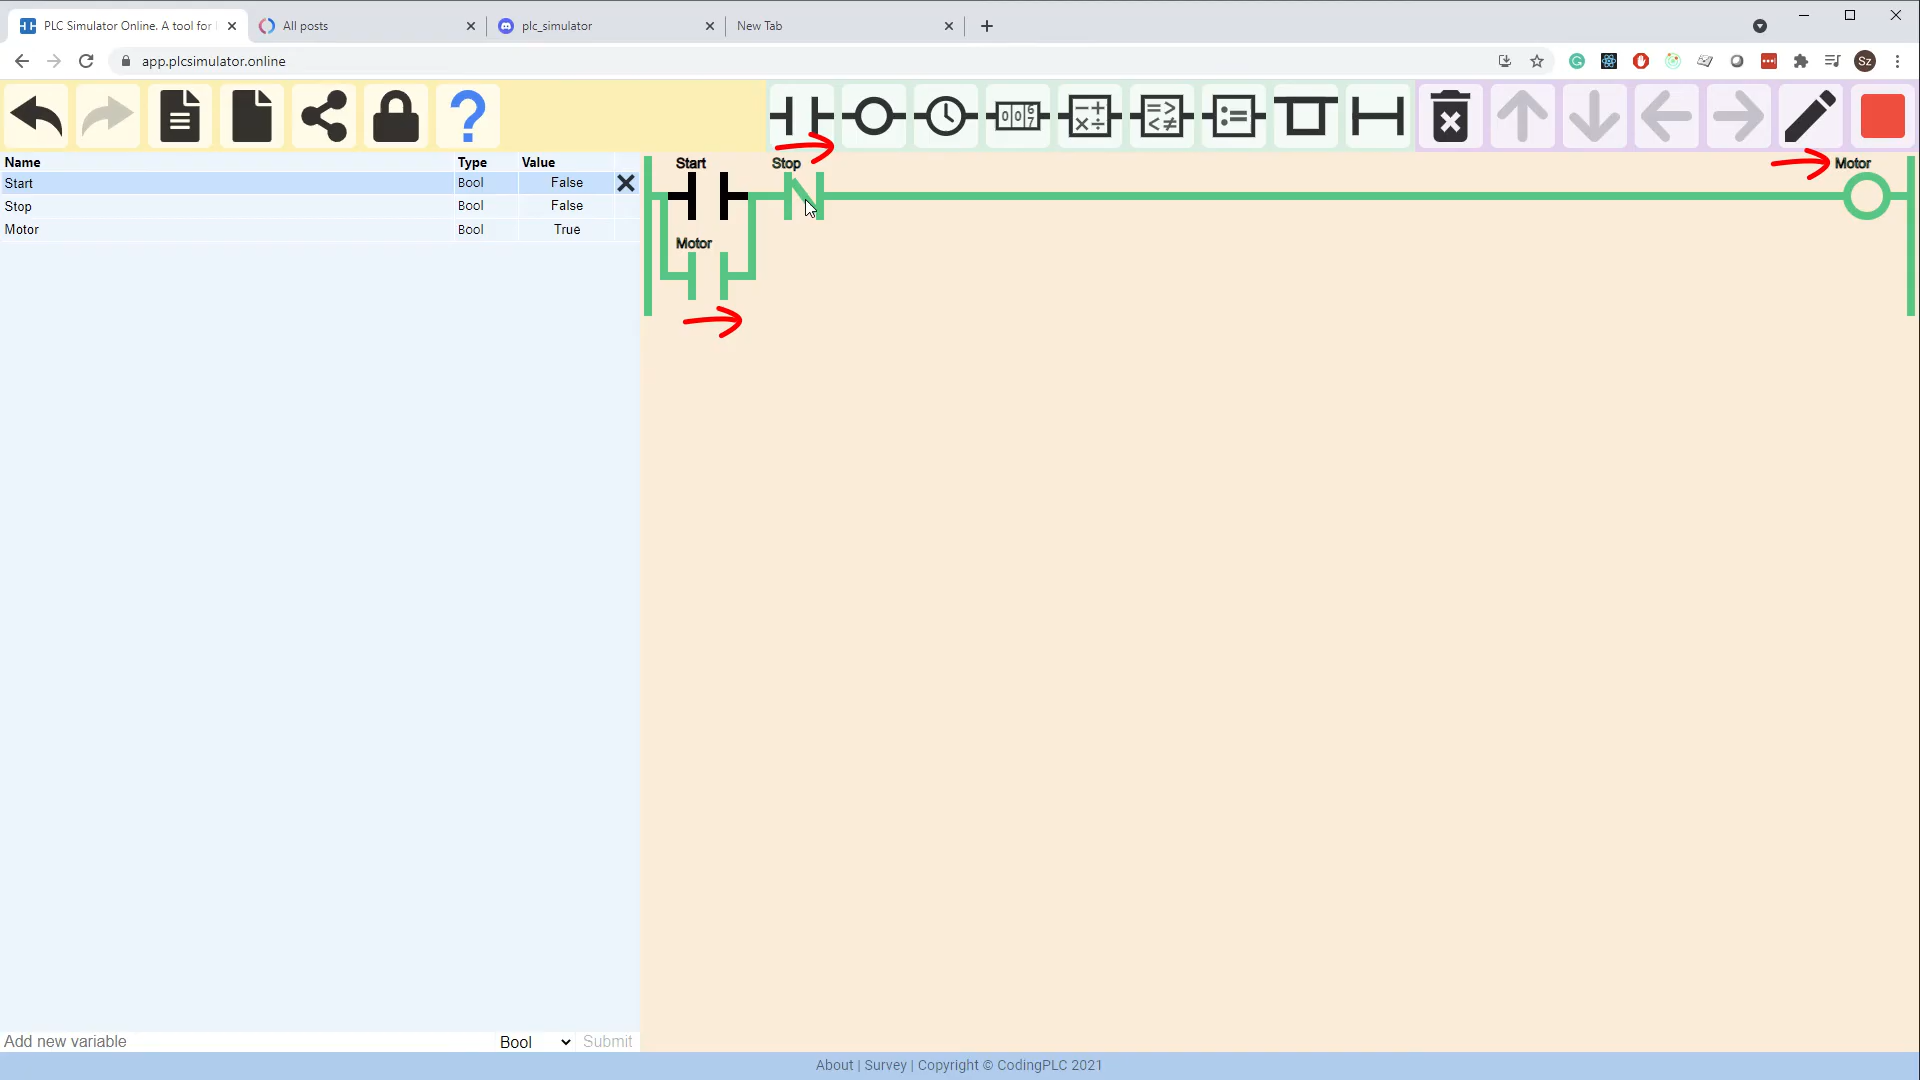 PLC Simulator Online. A tool for
All posts
plc_simulator
New Tab
app.plcsimulator.online
Sz
Name Type Value
Start Bool False
Stop Bool False
Motor Bool True
Start
Stop
Motor
Motor
Add new variable Bool Submit
About | Survey | Copyright © CodingPLC 2021